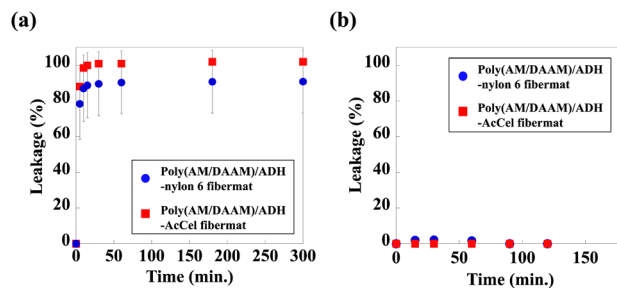 (a)
100
80
60
40
20
0
Leakage (%)
Poly(AM/DAAM)/ADH
-nylon 6 fibermat
Poly(AM/DAAM)/ADH
-AcCel fibermat
0 50 100 150 200 250 300
Time (min.)
(b)
100
80
60
40
20
0
Leakage (%)
Poly(AM/DAAM)/ADH
-nylon 6 fibermat
Poly(AM/DAAM)/ADH
-AcCel fibermat
0 50 100 150
Time (min.)